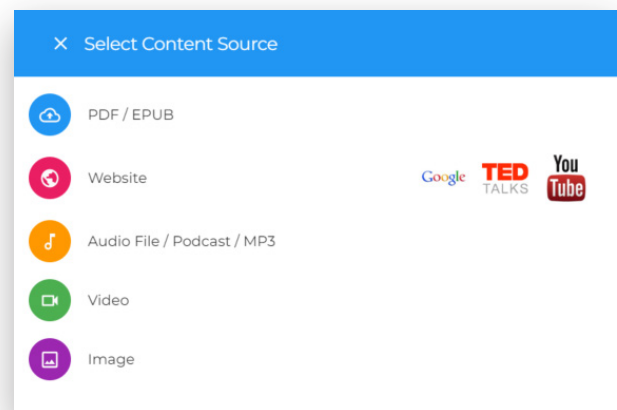 Select Content Source
PDF / EPUB
Website
Google
TED
TALKS
You
Tube
Audio File / Podcast / MP3
Video
Image